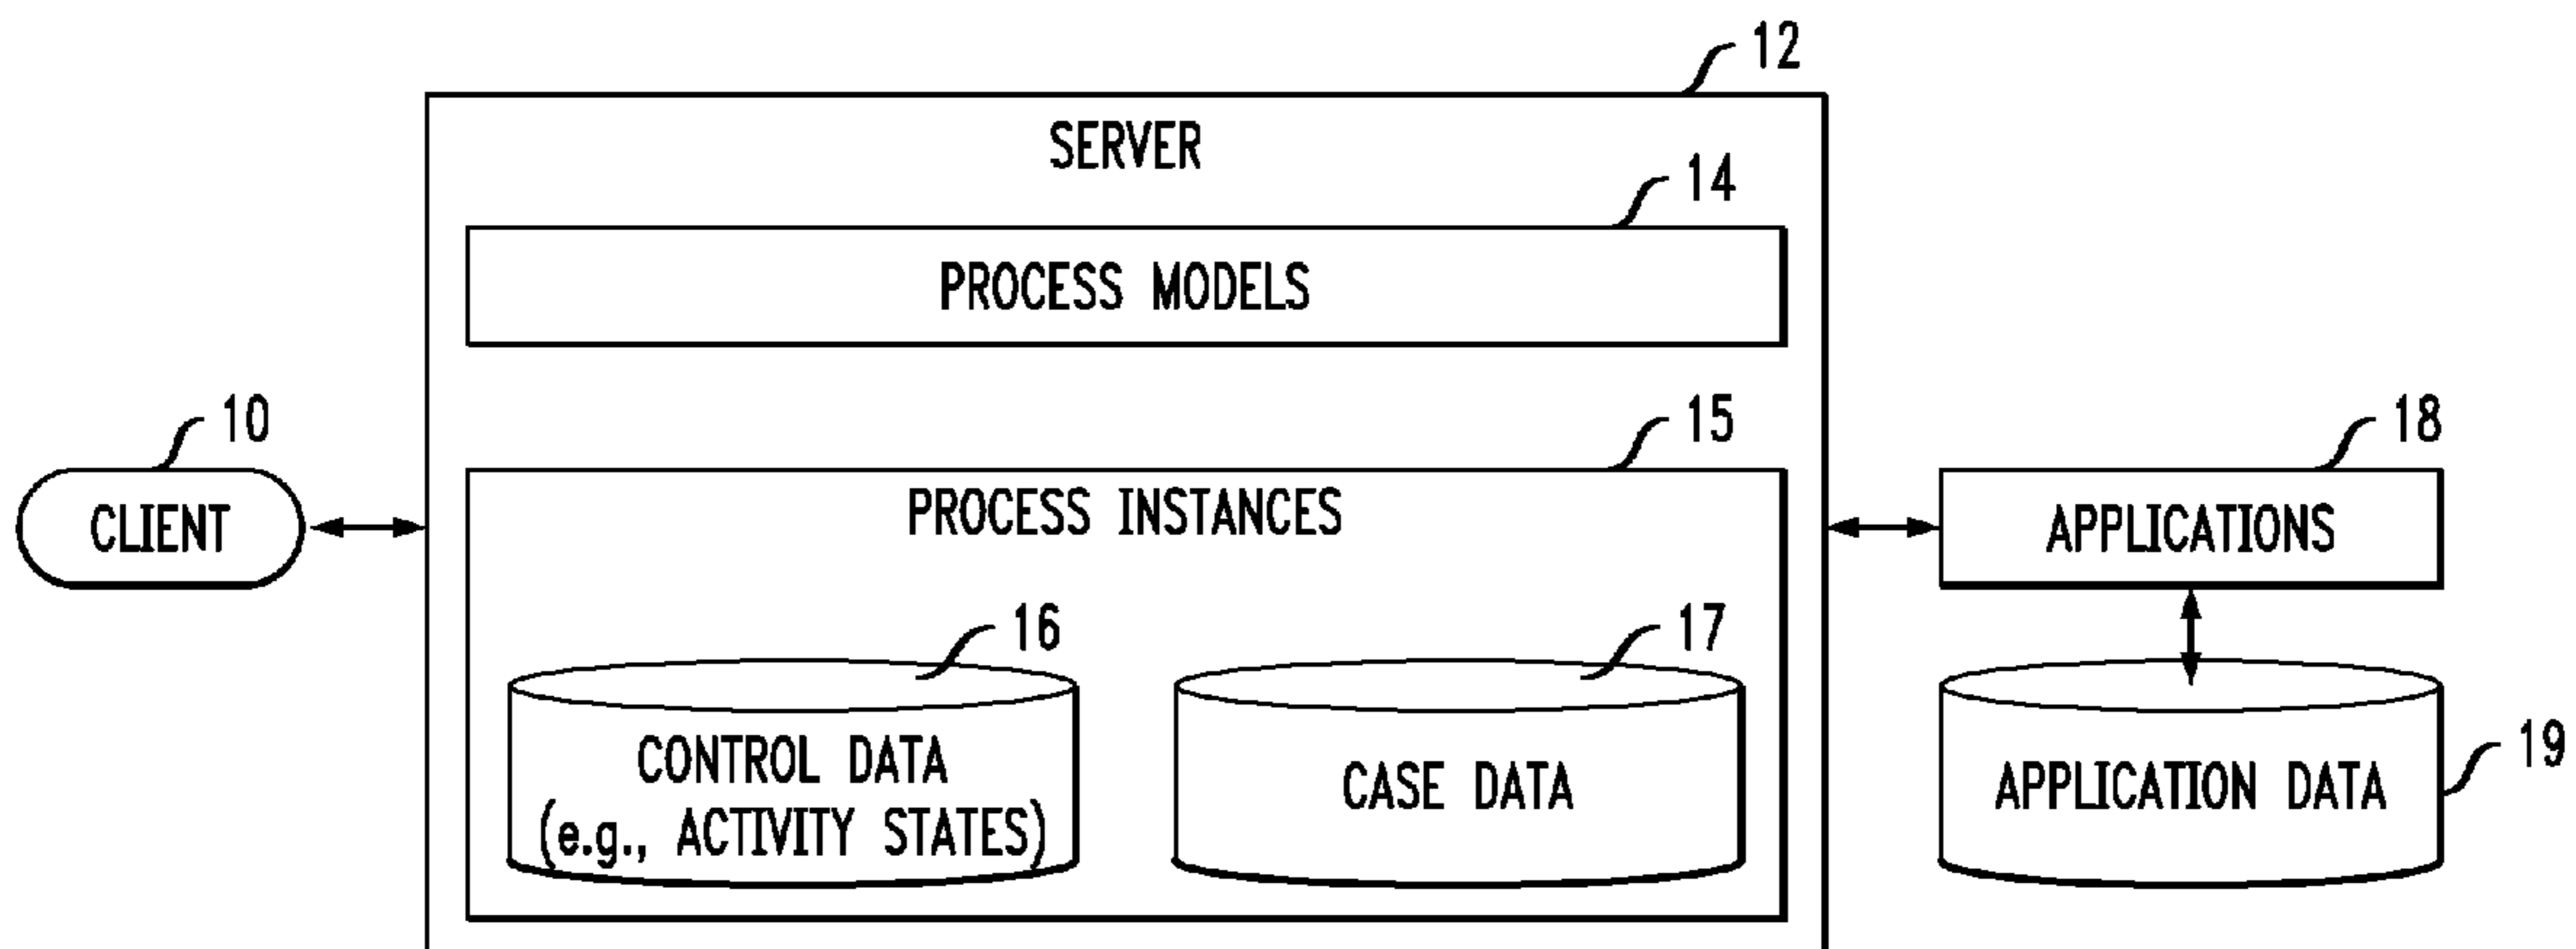 12
SERVER
14
PROCESS MODELS
10
15
18
CLIENT
PROCESS INSTANCES
APPLICATIONS
16
17
CONTROL DATA
(e.g., ACTIVITY STATES)
CASE DATA
APPLICATION DATA
19